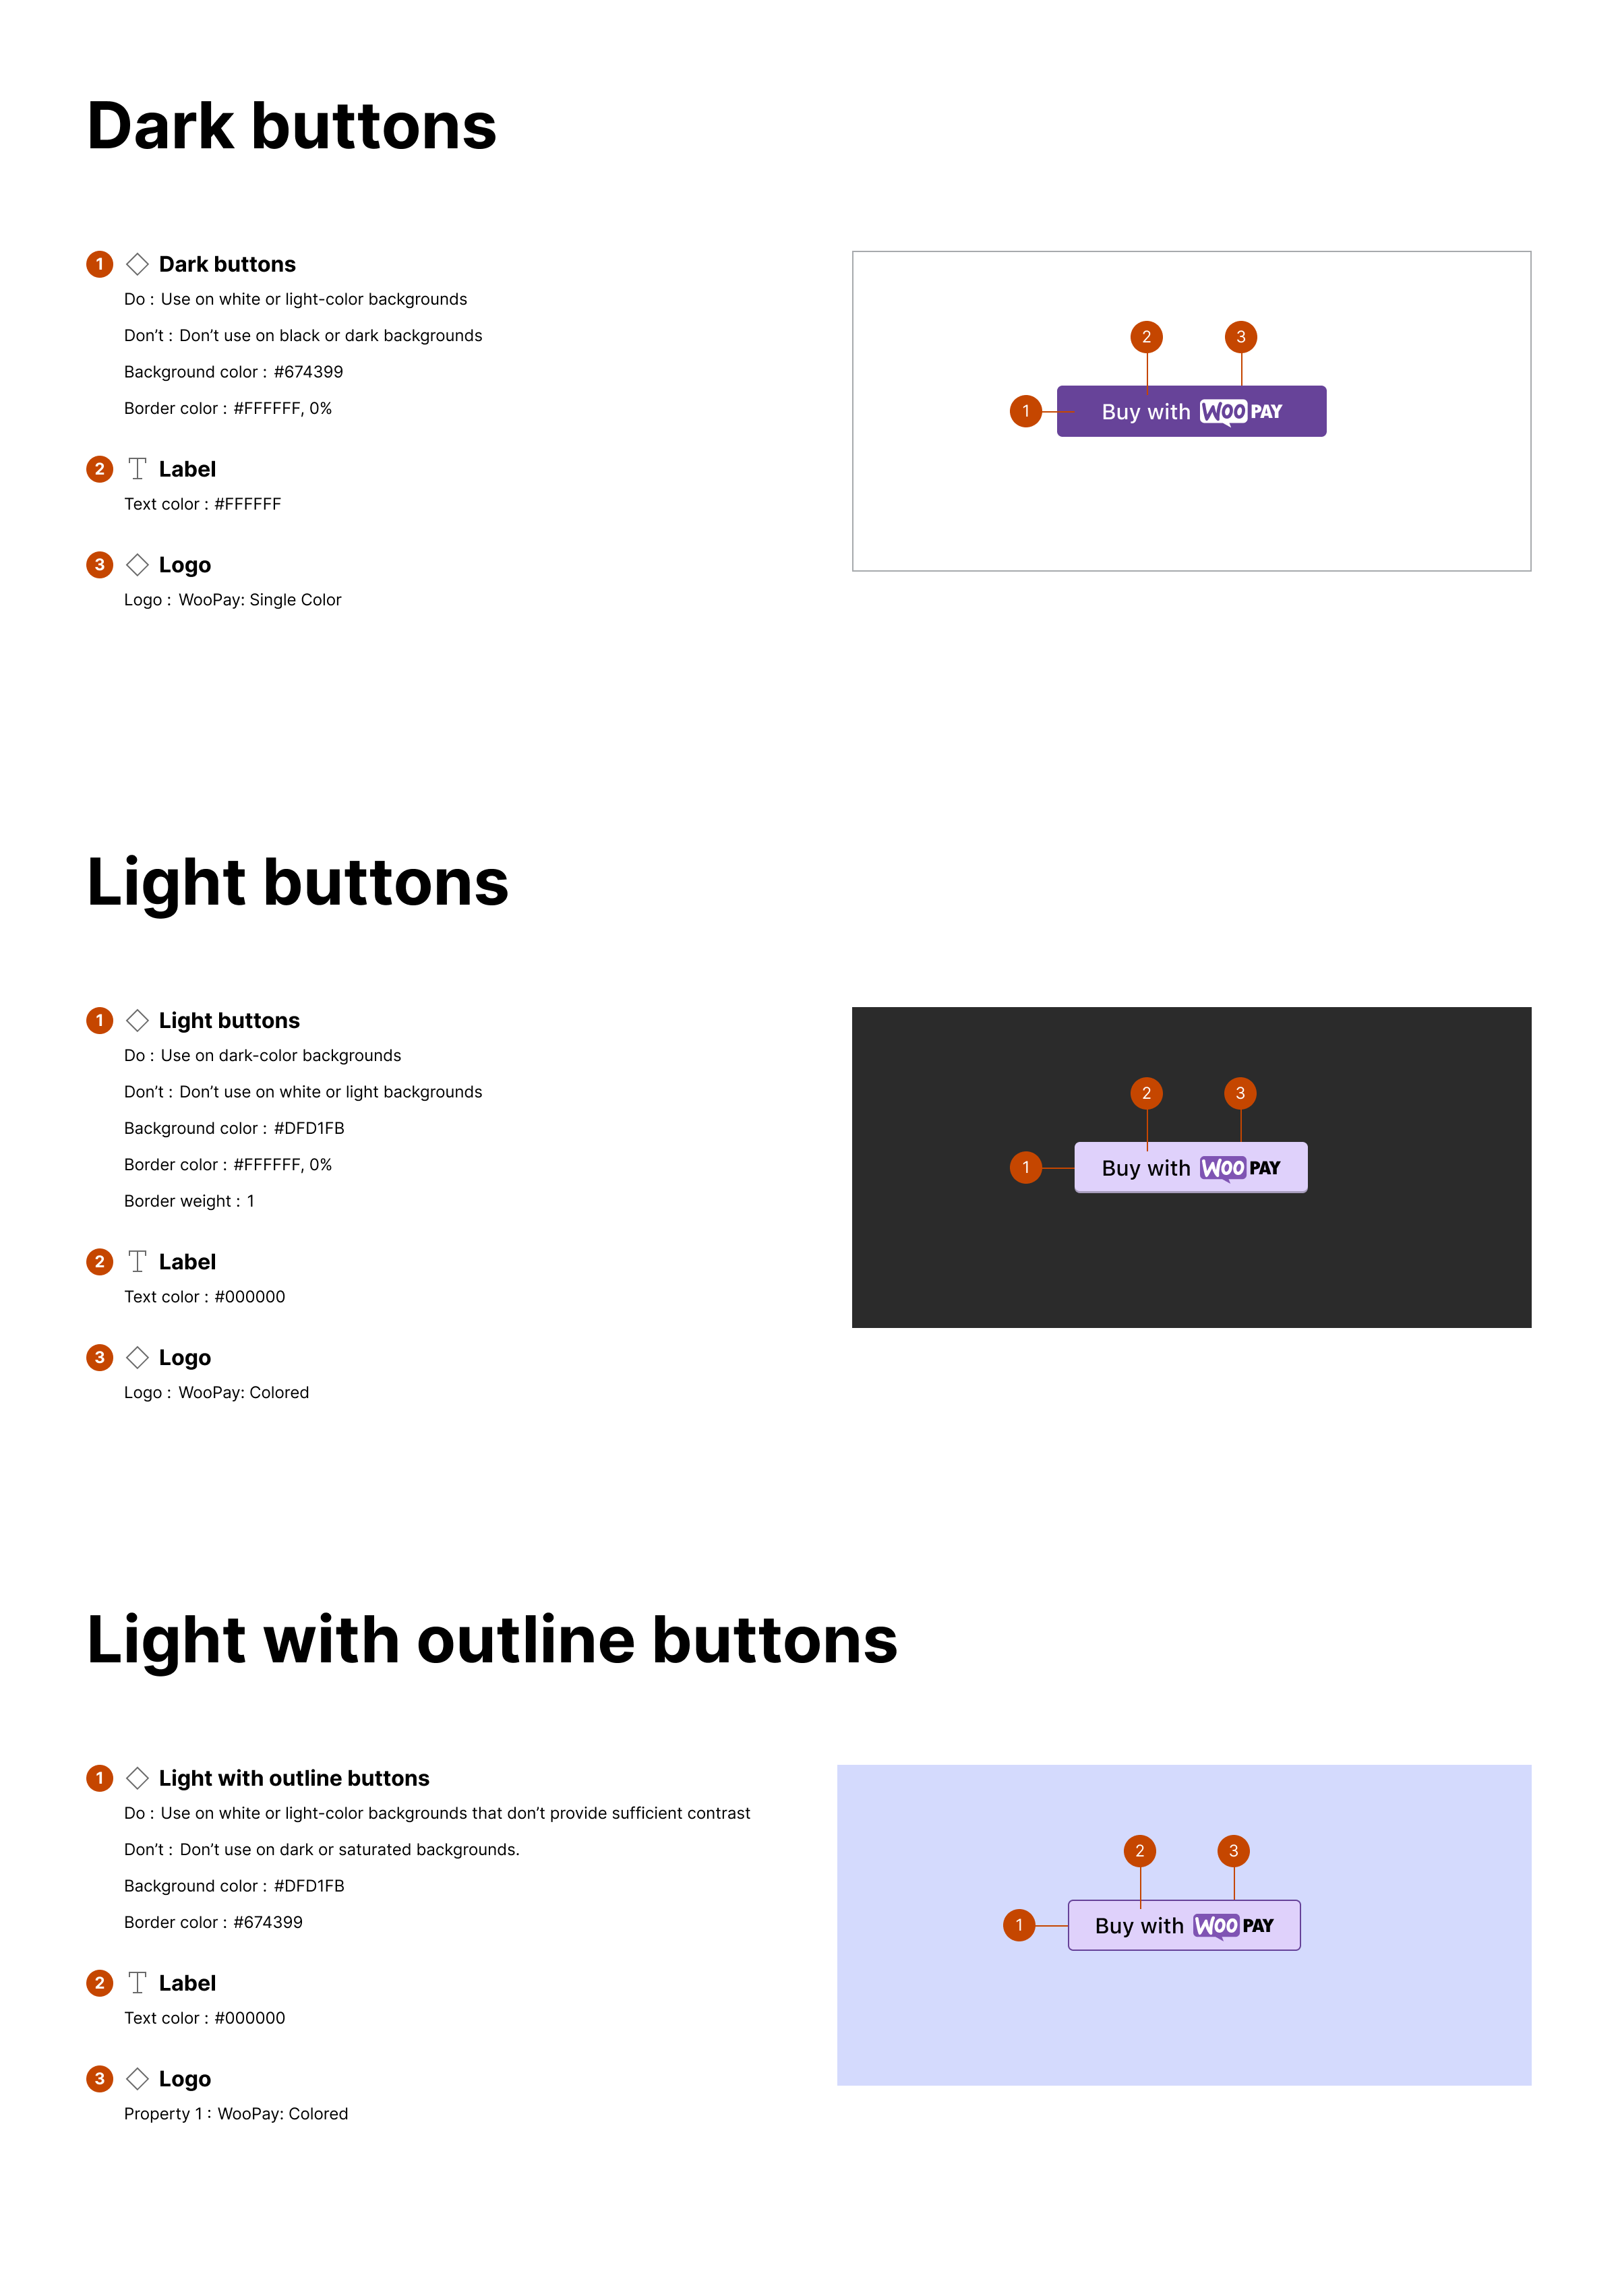 Dark buttons
1 Dark buttons
Do : Use on white or light-color backgrounds
Don’t : Don’t use on black or dark backgrounds
Background color : #674399
Border color : #FFFFFF, 0%
2 T Label
Text color : #FFFFFF
3 Logo
Logo : WooPay: Single Color
2 3
1 Buy with WOO PAY
Light buttons
1 Light buttons
Do : Use on dark-color backgrounds
Don’t : Don’t use on white or light backgrounds
Background color : #DFD1FB
Border color : #FFFFFF, 0%
Border weight : 1
2 T Label
Text color : #000000
3 Logo
Logo : WooPay: Colored
2 3
1 Buy with WOO PAY
Light with outline buttons
1 Light with outline buttons
Do : Use on white or light-color backgrounds that don’t provide sufficient contrast
Don’t : Don’t use on dark or saturated backgrounds.
Background color : #DFD1FB
Border color : #674399
2 T Label
Text color : #000000
3 Logo
Property 1 : WooPay: Colored
2 3
1 Buy with WOO PAY